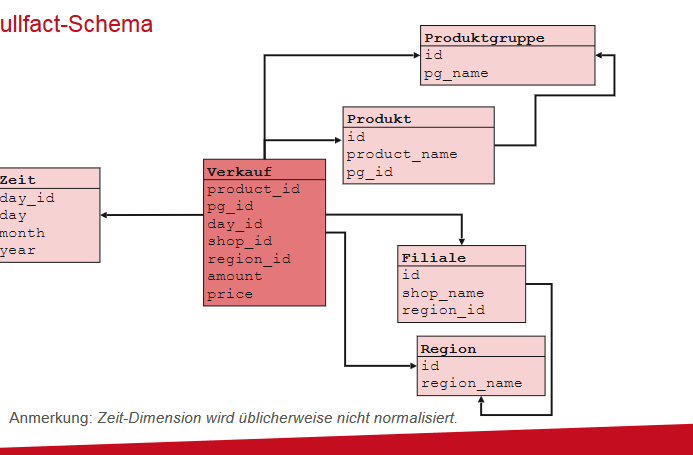 ullfact-Schema
Produktgruppe
id
pg_name
Produkt
id
product_name
pg_id
Zeit
day_id
day
month
year
Verkauf
product_id
pg_id
day_id
shop_id
region_id
amount
price
Filiale
id
shop_name
region_id
Region
id
region_name
Anmerkung: Zeit-Dimension wird üblicherweise nicht normalisiert.